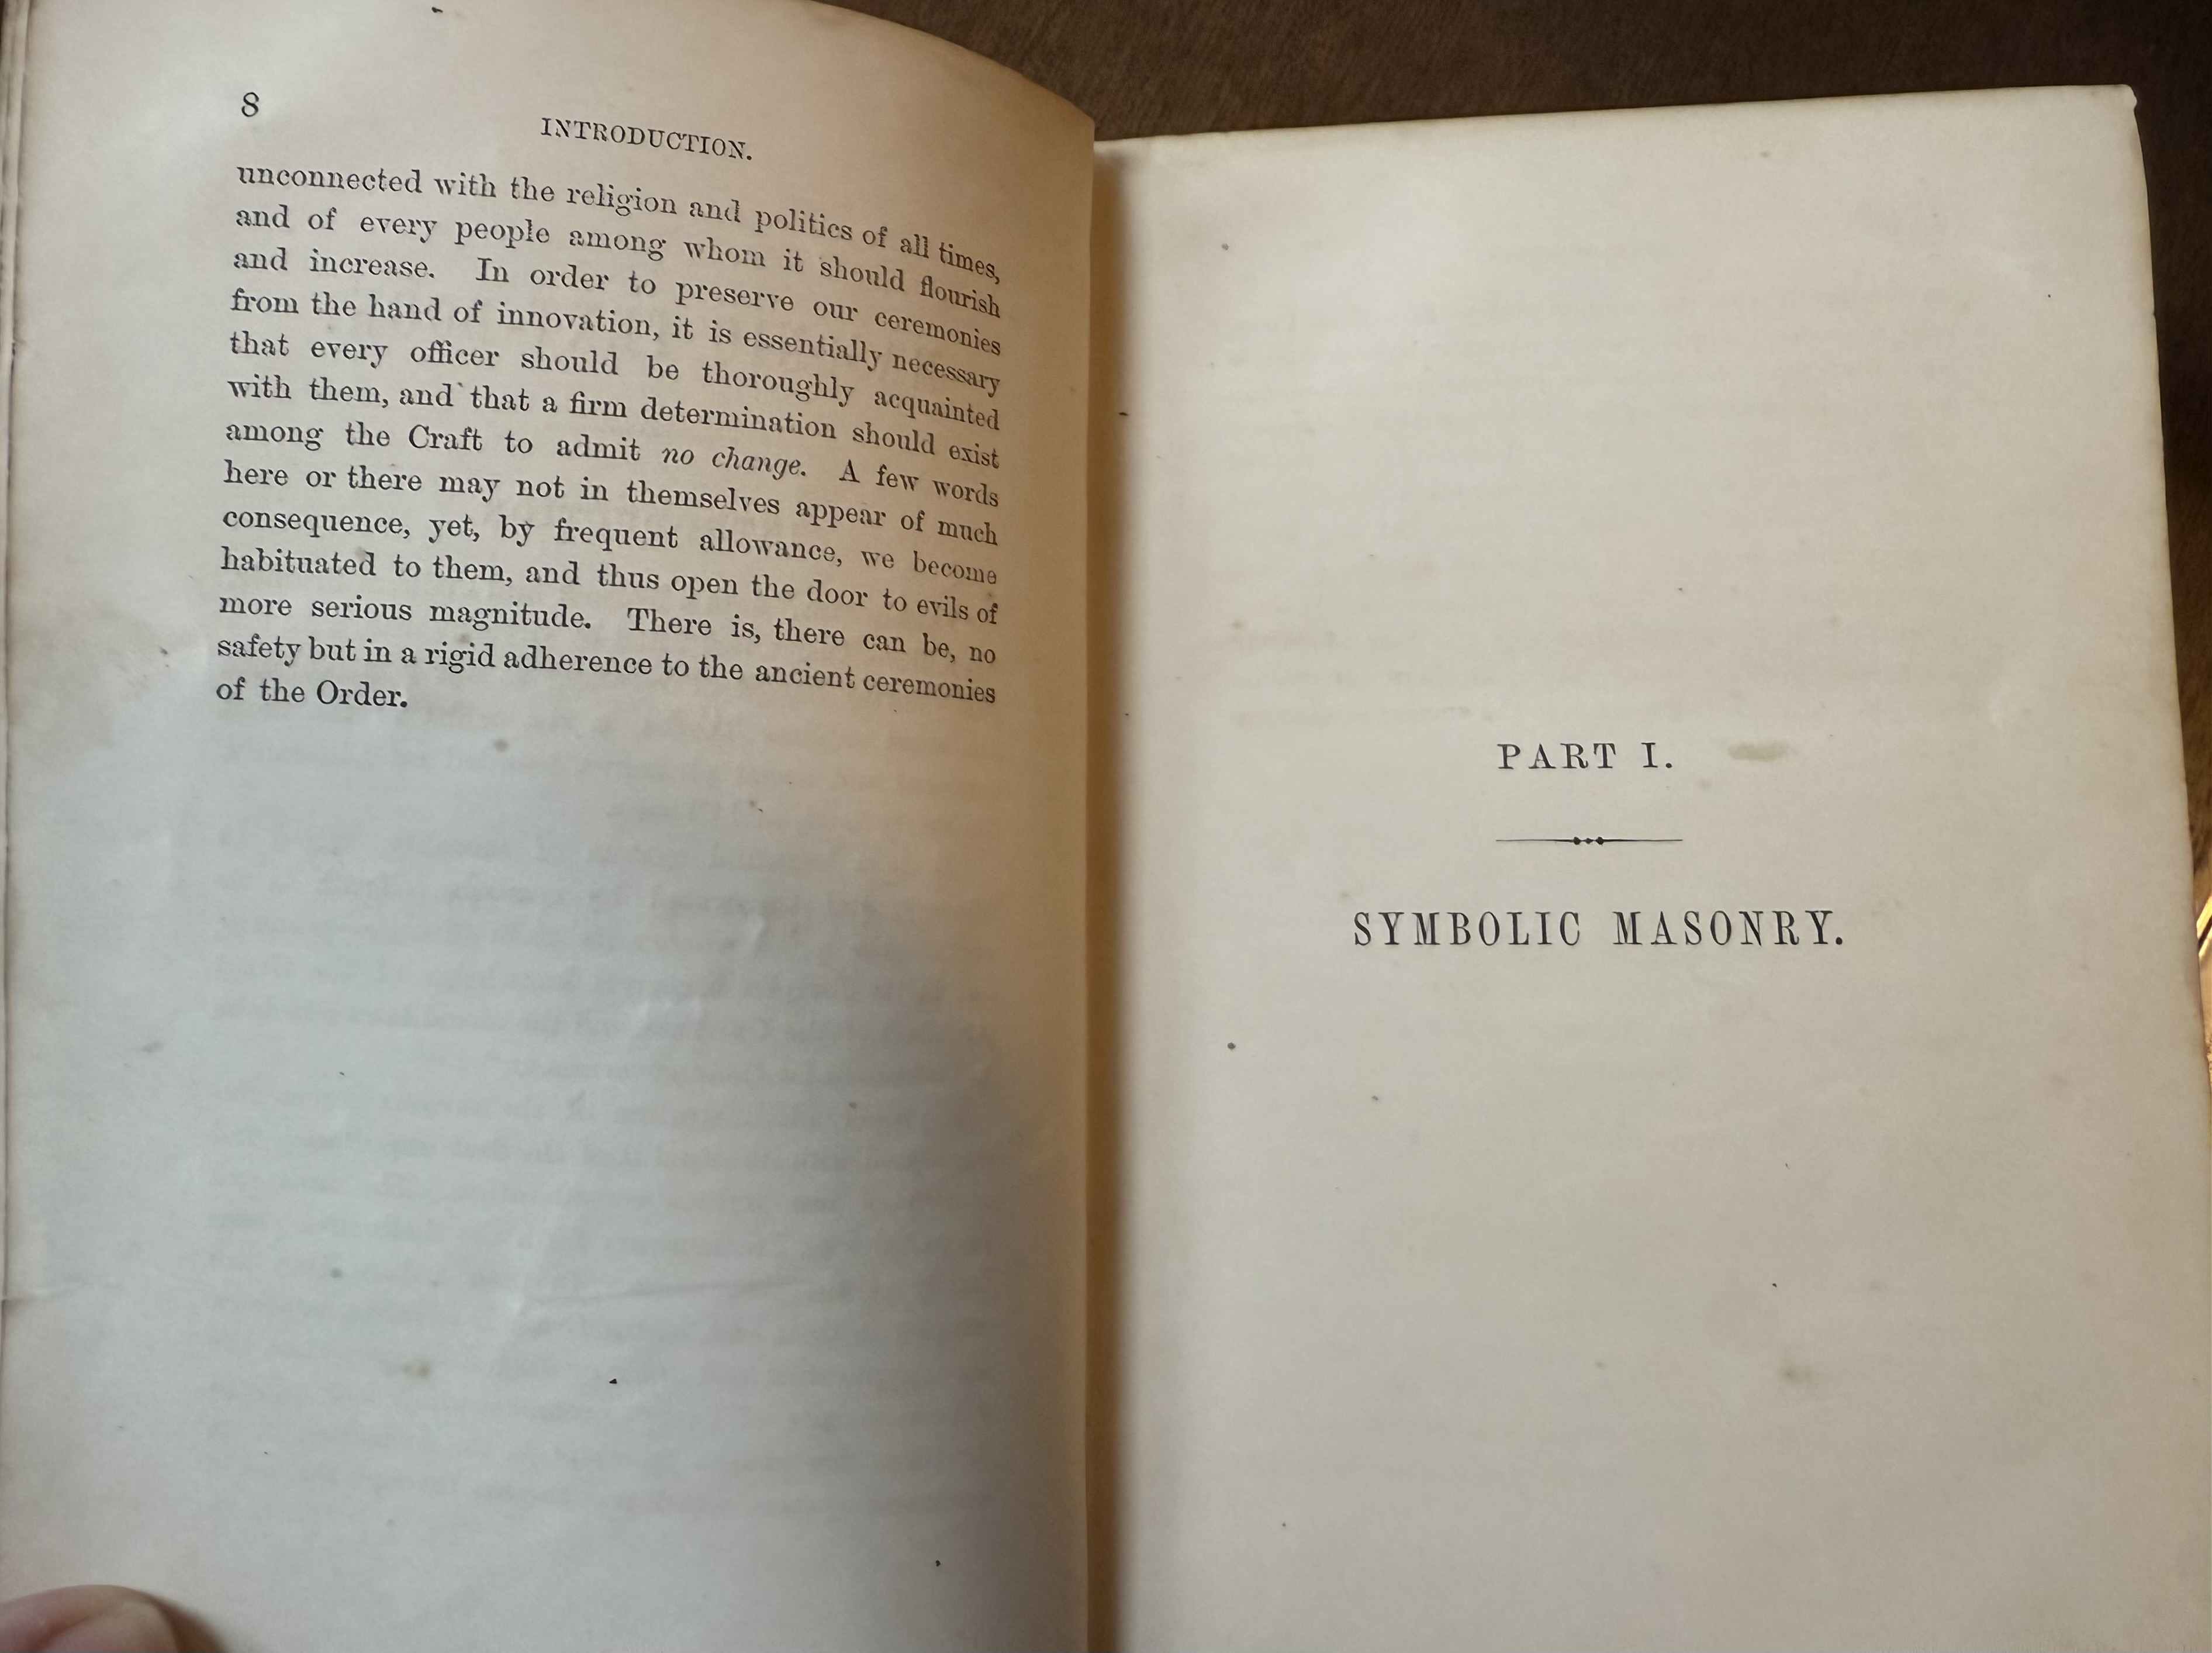 8
INTRODUCTION.
unconnected with the religion and politics of all times,
and of every people among whom it should flourish
and increase. In order to preserve our ceremonies
from the hand of innovation, it is essentially necessary
that every officer should be thoroughly acquainted
with them, and that a firm determination should exist
among the Craft to admit no change. A few words
here or there may not in themselves appear of much
consequence, yet, by frequent allowance, we become
habituated to them, and thus open the door to evils of
more serious magnitude. There is, there can be, no
safety but in a rigid adherence to the ancient ceremonies
of the Order.
PART I.
SYMBOLIC MASONRY.